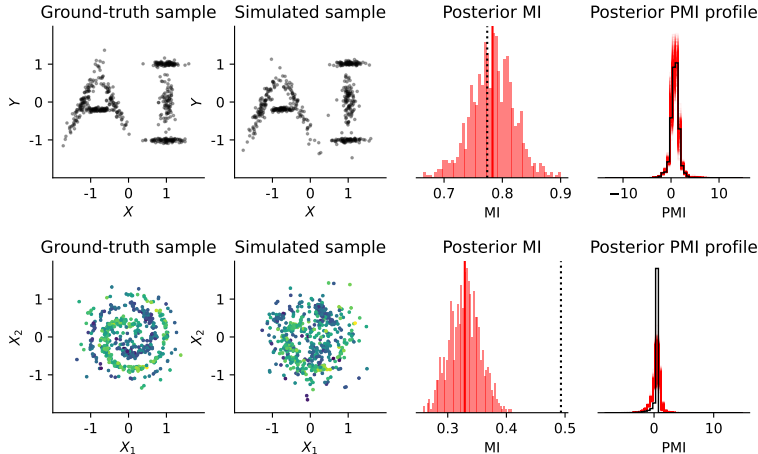 Ground-truth sample
Simulated sample
Posterior MI
Posterior PMI profile
Y
1
0
-1
-1
0
1
X
Y
1
0
-1
-1
0
1
X
0.7
0.8
0.9
MI
−10
0
10
PMI
Ground-truth sample
Simulated sample
Posterior MI
Posterior PMI profile
X2
1
0
-1
-1
0
1
X1
X2
1
0
-1
-1
0
1
X1
0.3
0.4
0.5
MI
0
10
PMI